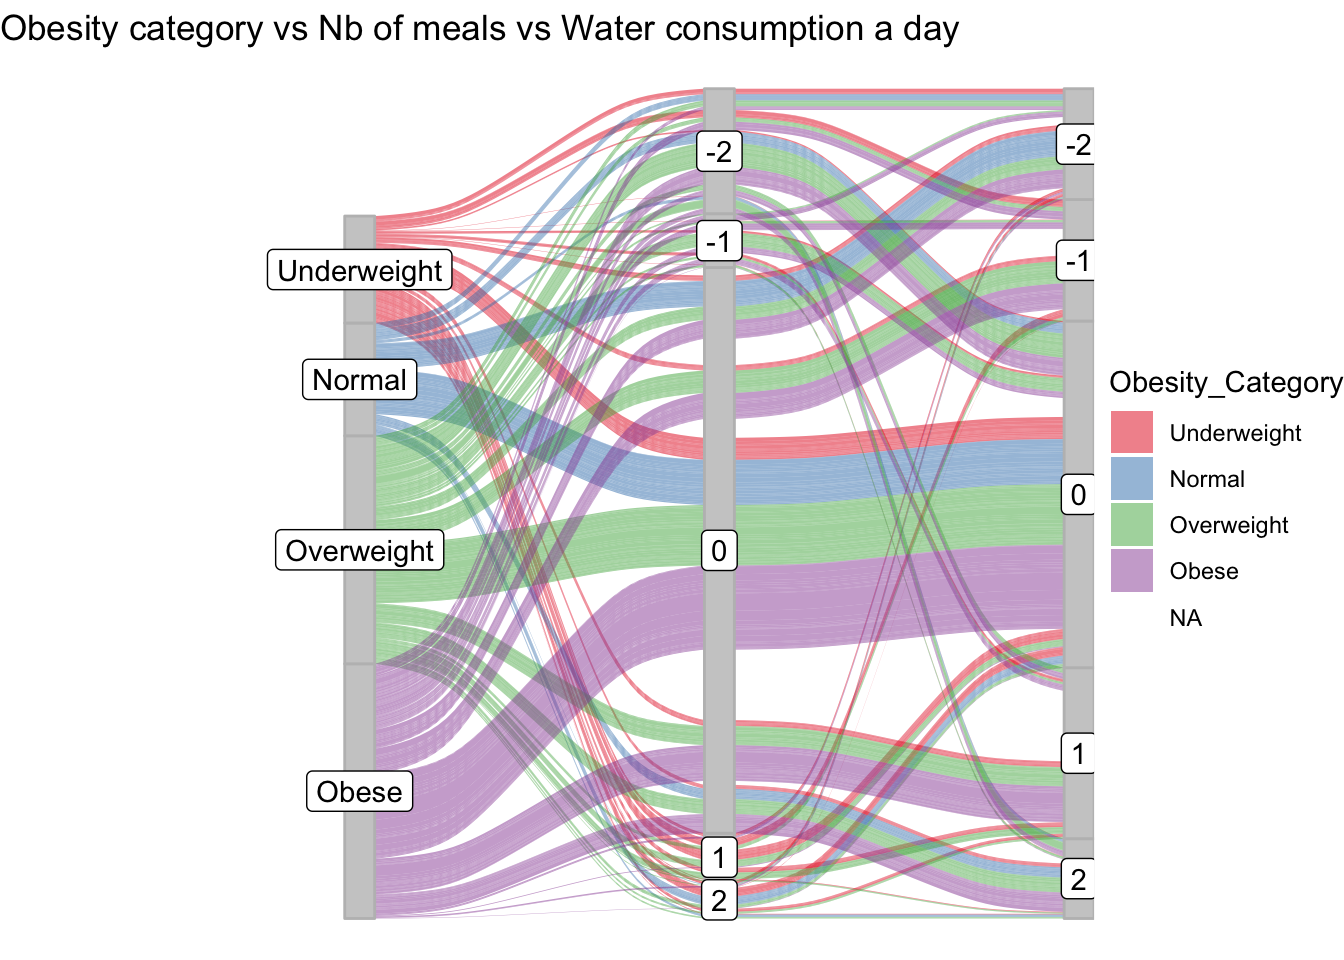 Obesity category vs Nb of meals vs Water consumption a day
Underweight
Normal
Overweight
Obese
-2
-1
0
1
2
-2
-1
0
1
2
Obesity_Category
Underweight
Normal
Overweight
Obese
NA